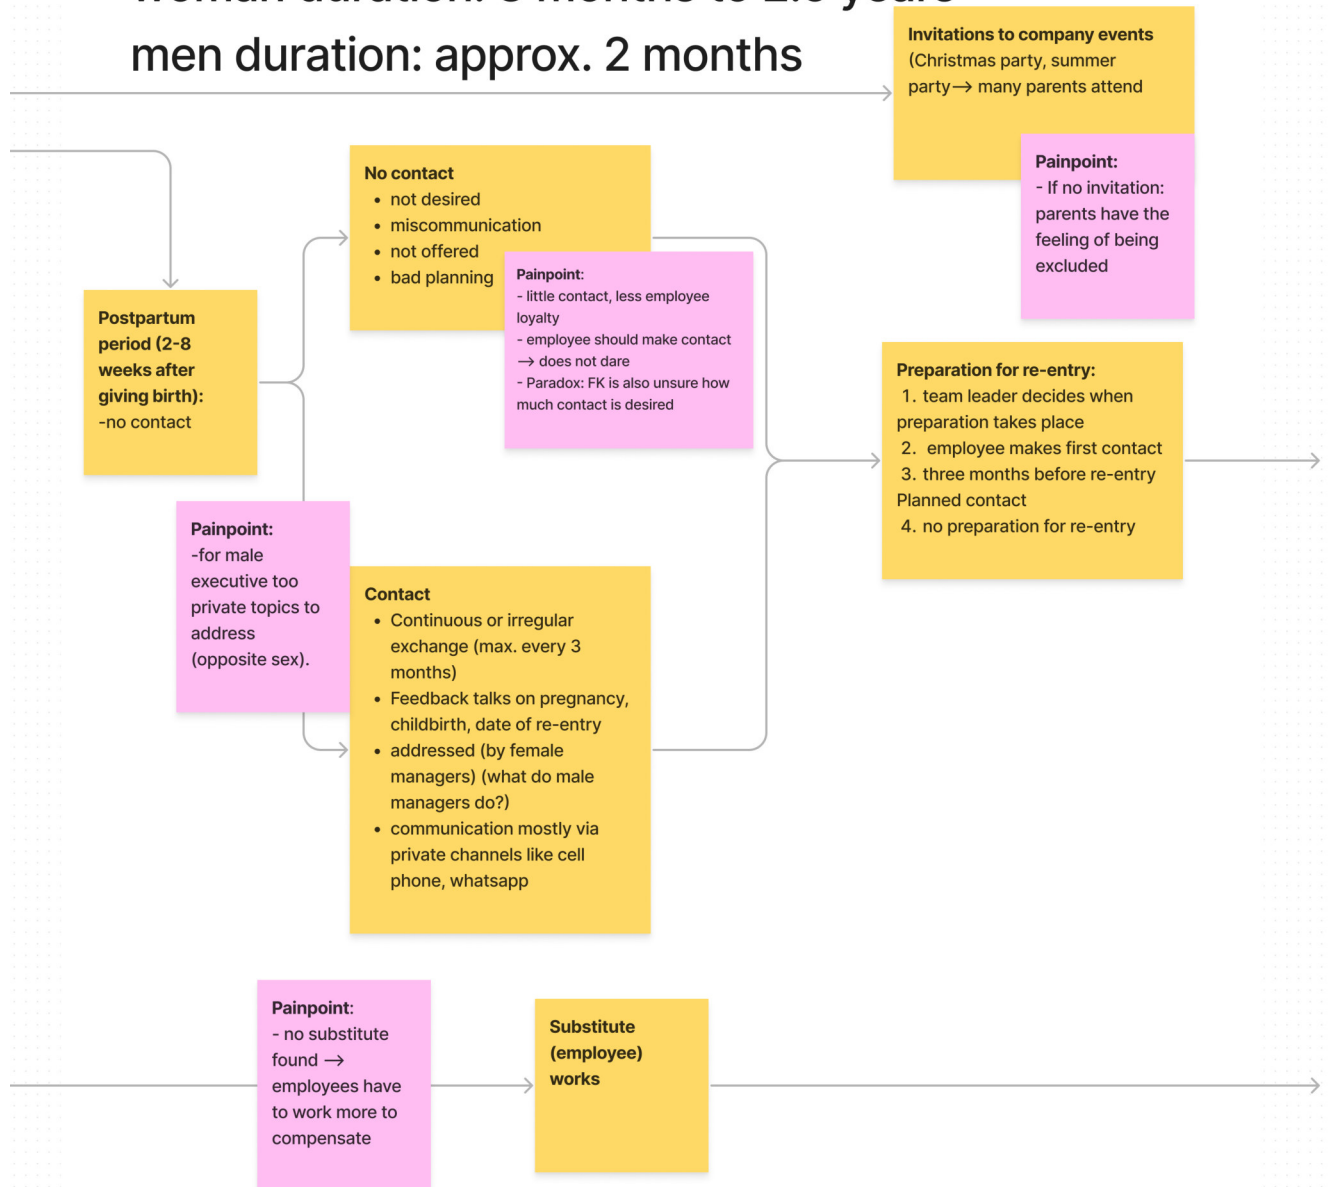 men duration: approx. 2 months
Invitations to company events
(Christmas party, summer
party→ many parents attend
Painpoint:
- If no invitation:
parents have the
feeling of being
excluded
No contact
• not desired
• miscommunication
• not offered
• bad planning
Painpoint:
- little contact, less employee
loyalty
- employee should make contact
→ does not dare
- Paradox: FK is also unsure how
much contact is desired
Postpartum
period (2-8
weeks after
giving birth):
-no contact
Preparation for re-entry:
1. team leader decides when
preparation takes place
2. employee makes first contact
3. three months before re-entry
Planned contact
4. no preparation for re-entry
Painpoint:
-for male
executive too
private topics to
address
(opposite sex).
Contact
• Continuous or irregular
exchange (max. every 3
months)
• Feedback talks on pregnancy,
childbirth, date of re-entry
• addressed (by female
managers) (what do male
managers do?)
• communication mostly via
private channels like cell
phone, whatsapp
Painpoint:
- no substitute
found →
employees have
to work more to
compensate
Substitute
(employee)
works